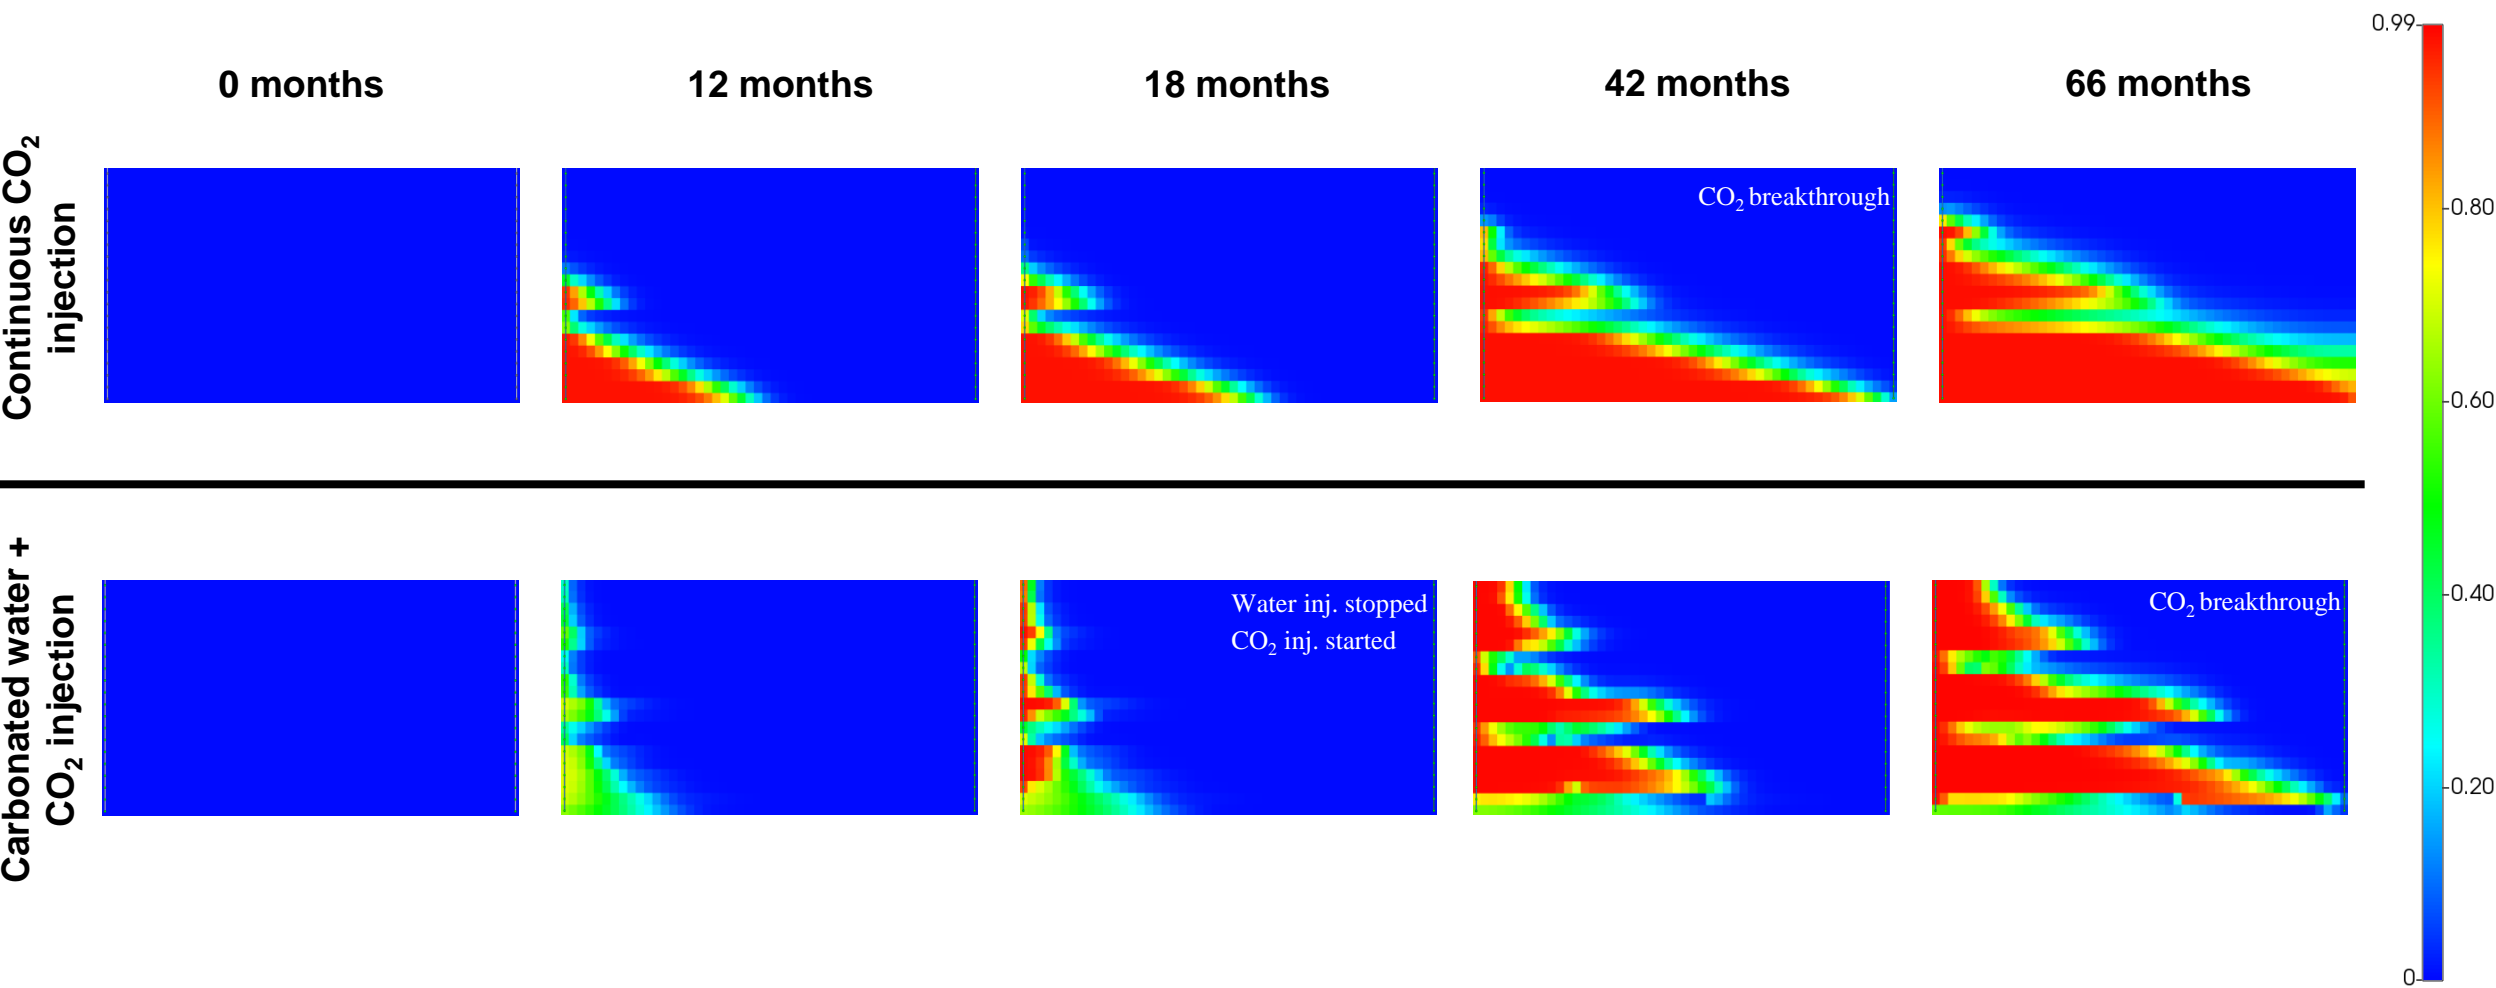 0 months
12 months
18 months
42 months
66 months
Continuous CO₂
injection
CO₂ breakthrough
Carbonated water +
CO₂ injection
Water inj. stopped
CO₂ inj. started
CO₂ breakthrough
0.99
0.80
0.60
0.40
0.20
0